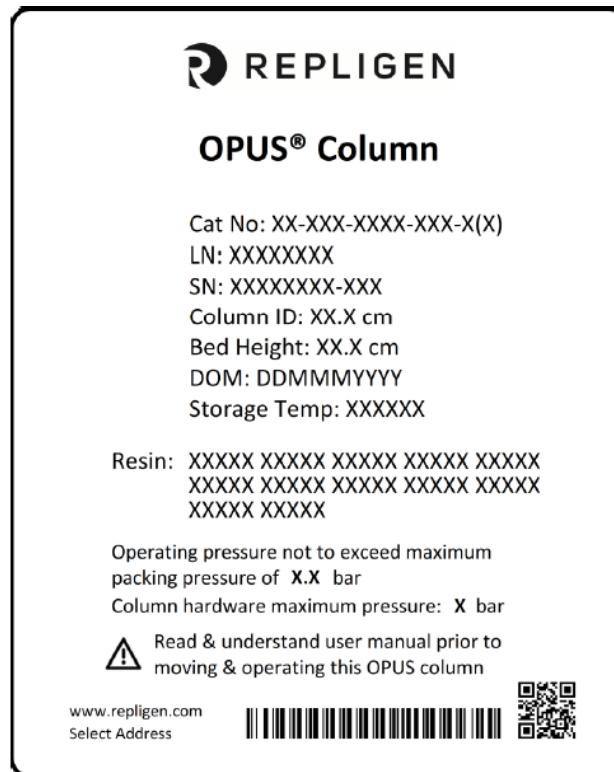 REPLIGEN
OPUS® Column
Cat No: XX-XXX-XXXX-XXX-X(X)
LN: XXXXXXXX
SN: XXXXXXXX-XXX
Column ID: XX.X cm
Bed Height: XX.X cm
DOM: DDMMMYYYY
Storage Temp: XXXXXX
Resin: XXXXX XXXXX XXXXX XXXXX XXXXX
XXXXX XXXXX XXXXX XXXXX XXXXX
XXXXX XXXXX
Operating pressure not to exceed maximum
packing pressure of X.X bar
Column hardware maximum pressure: X bar
Read & understand user manual prior to
moving & operating this OPUS column
www.repligen.com
Select Address